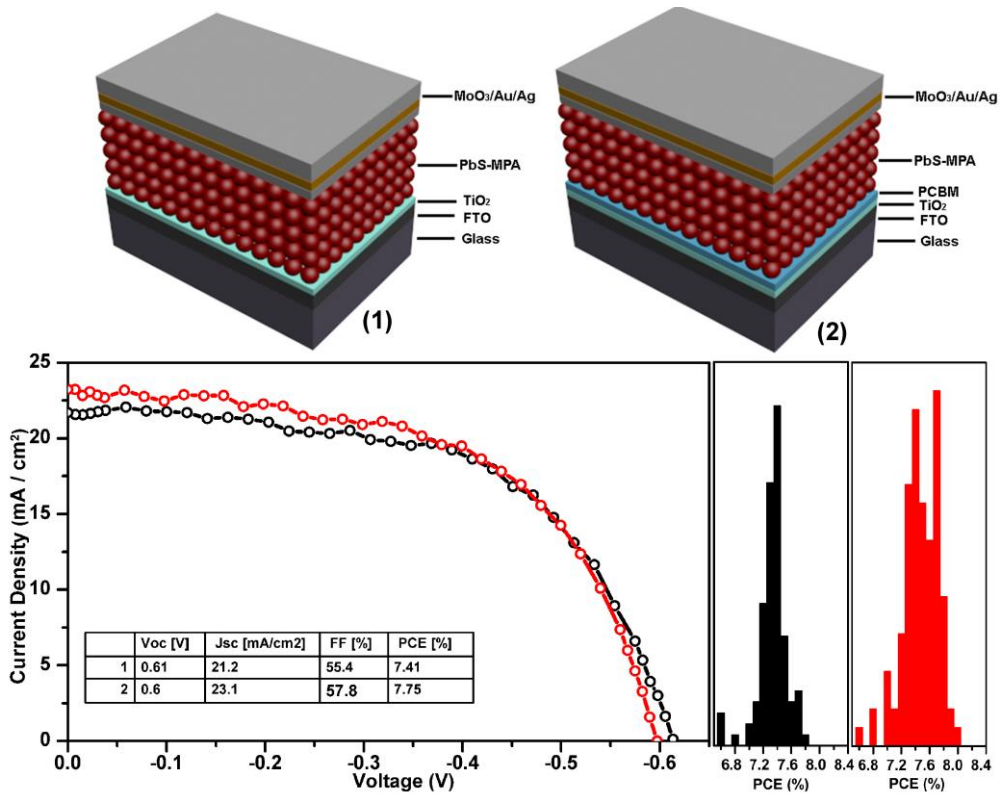 MoO₃/Au/Ag
PbS-MPA
TiO₂
FTO
Glass
(1)
MoO₃/Au/Ag
PbS-MPA
PCBM
TiO₂
FTO
Glass
(2)
25
20
15
10
5
0
Current Density (mA / cm²)
Voc [V] Jsc [mA/cm2] FF [%] PCE [%]
1 0.61 21.2 55.4 7.41
2 0.6 23.1 57.8 7.75
0.0 -0.1 -0.2 -0.3 -0.4 -0.5 -0.6
Voltage (V)
6.8 7.2 7.6 8.0 8.4
PCE (%)
6.8 7.2 7.6 8.0 8.4
PCE (%)